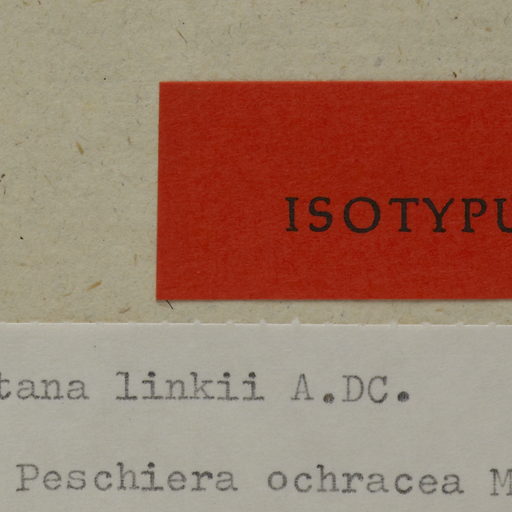 ISOTYPU
tana linkii A.DC.
Peschiera ochracea M